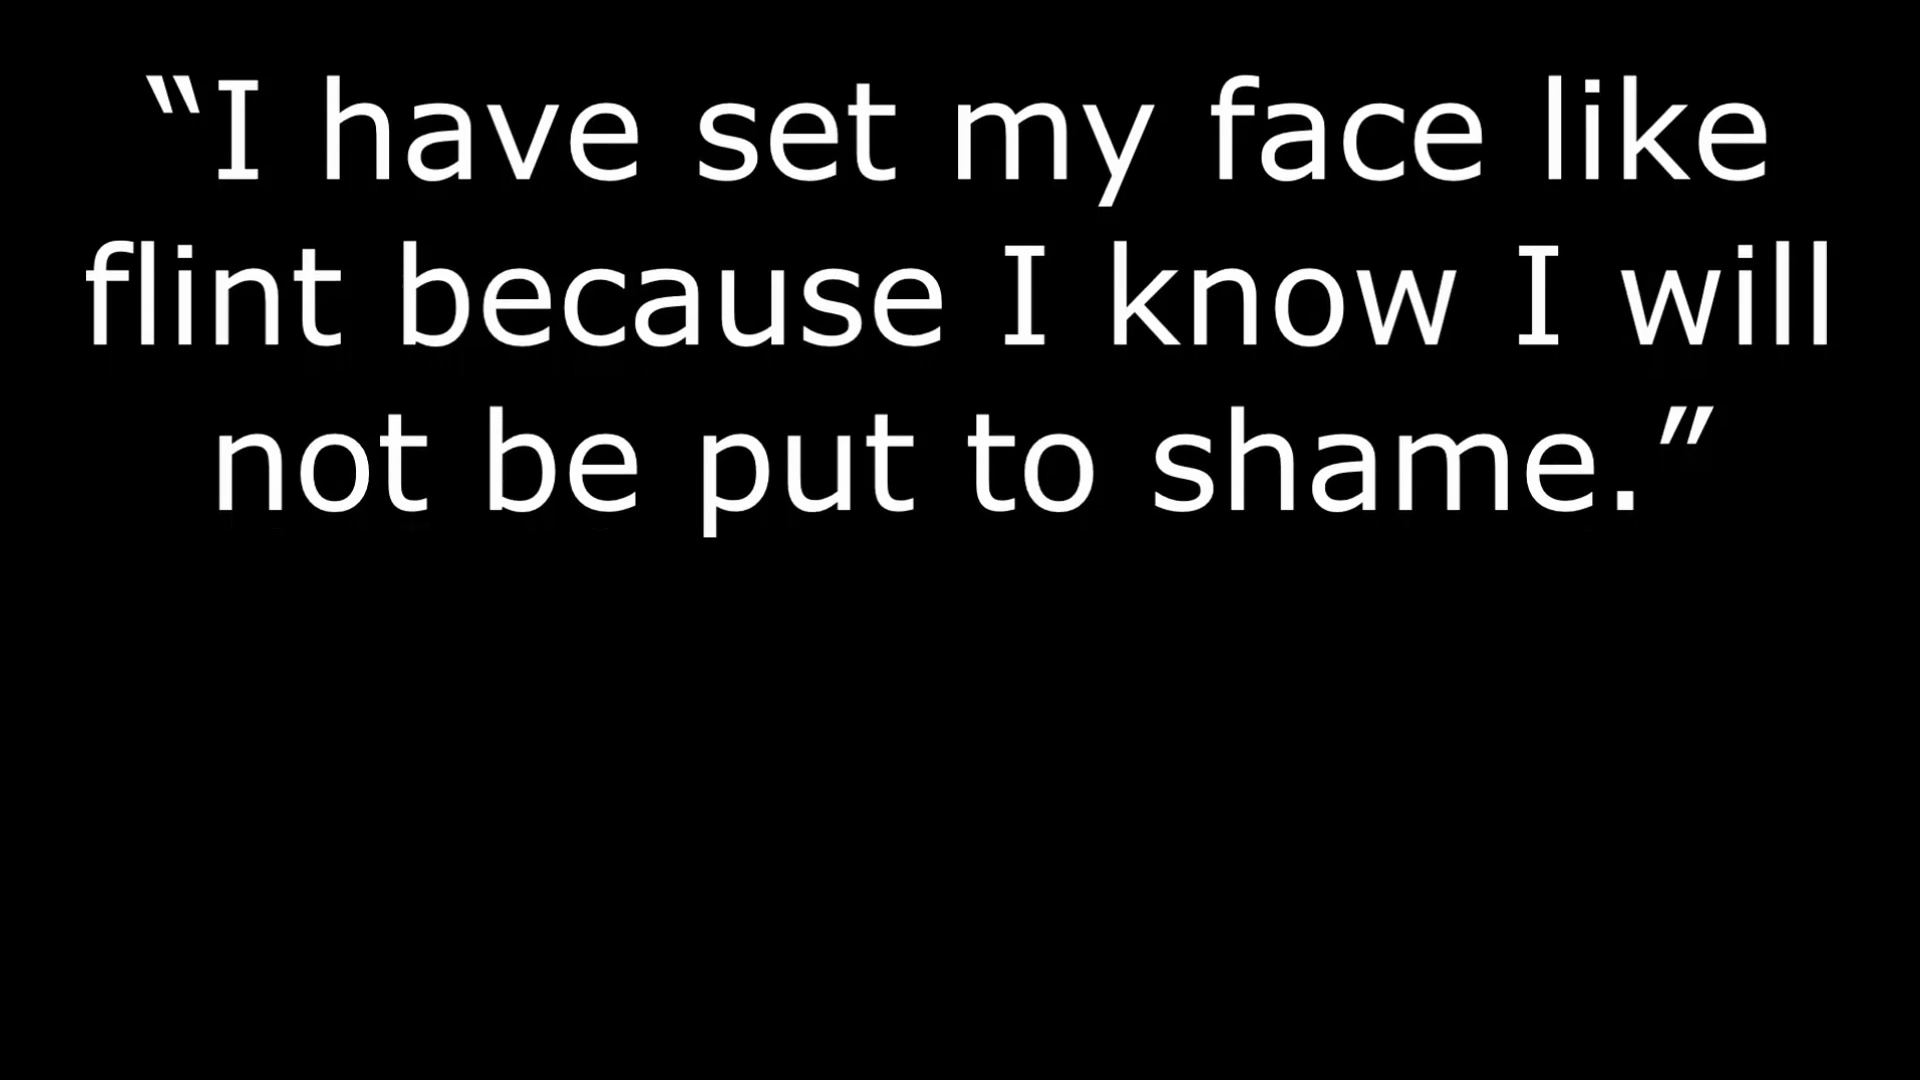 “I have set my face like
flint because I know I will
not be put to shame.”